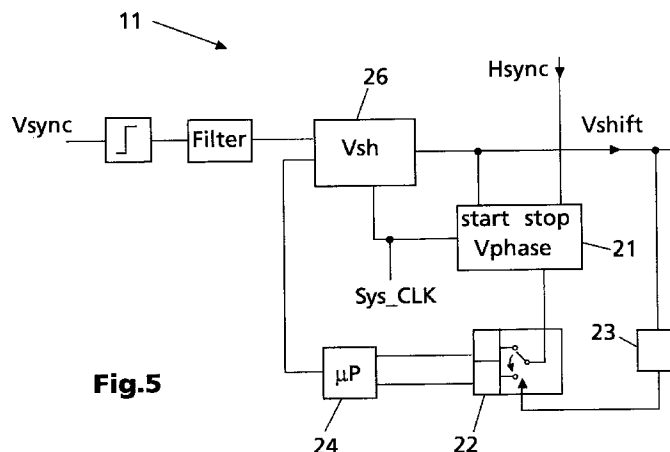 11
Hsync
26
Vsync
Filter
Vsh
Vshift
start stop
Vphase
21
Sys_CLK
23
µP
Fig.5
24
22